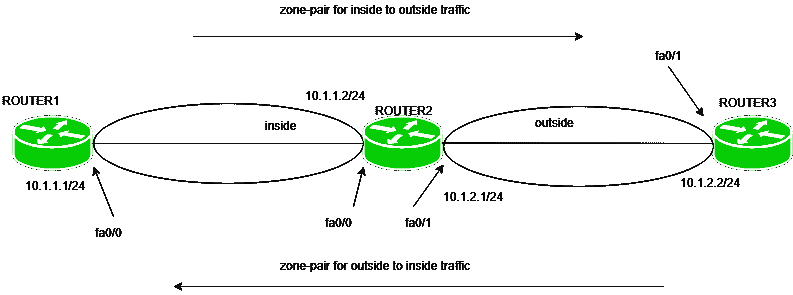 zone-pair for inside to outside traffic
fa0/1
10.1.1.2/24
ROUTER1
ROUTER2
ROUTER3
inside
outside
10.1.1.1/24
10.1.2.1/24
10.1.2.2/24
fa0/0
fa0/0
fa0/1
zone-pair for outside to inside traffic